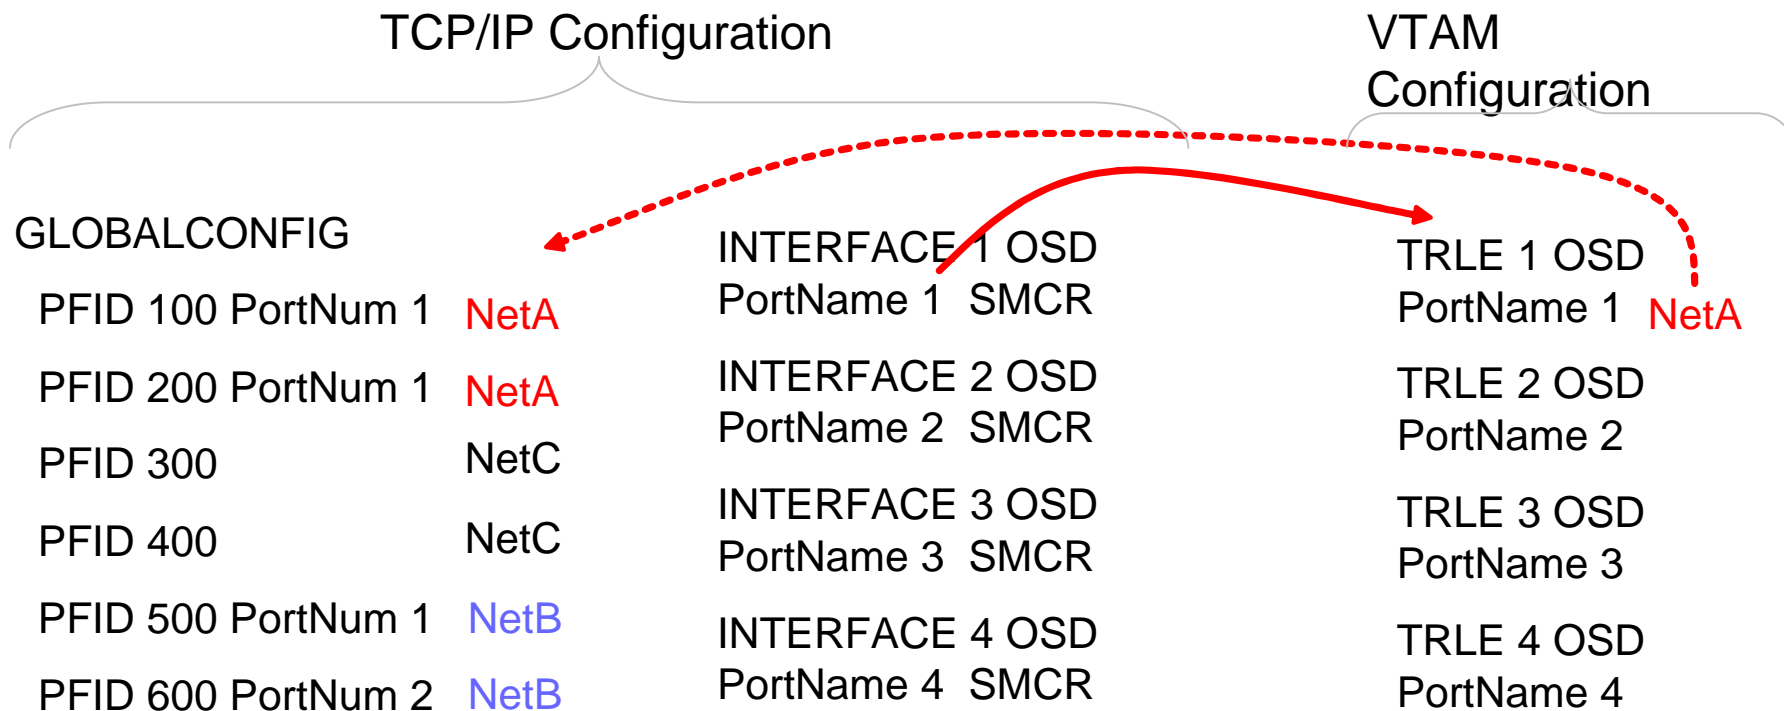 TCP/IP Configuration
VTAM
Configuration
GLOBALCONFIG
PFID 100 PortNum 1 NetA
PFID 200 PortNum 1 NetA
PFID 300 NetC
PFID 400 NetC
PFID 500 PortNum 1 NetB
PFID 600 PortNum 2 NetB
INTERFACE 1 OSD
PortName 1 SMCR
INTERFACE 2 OSD
PortName 2 SMCR
INTERFACE 3 OSD
PortName 3 SMCR
INTERFACE 4 OSD
PortName 4 SMCR
TRLE 1 OSD
PortName 1 NetA
TRLE 2 OSD
PortName 2
TRLE 3 OSD
PortName 3
TRLE 4 OSD
PortName 4